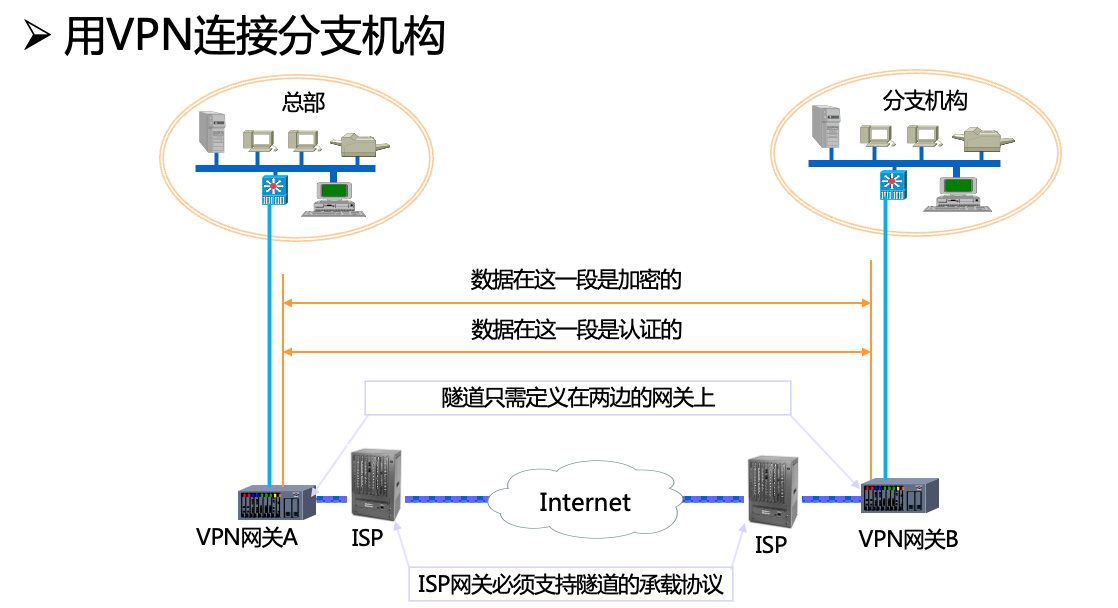 用VPN连接分支机构
总部
分支机构
数据在这一段是加密的
数据在这一段是认证的
隧道只需定义在两边的网关上
Internet
VPN网关A
ISP
ISP
VPN网关B
ISP网关必须支持隧道的承载协议